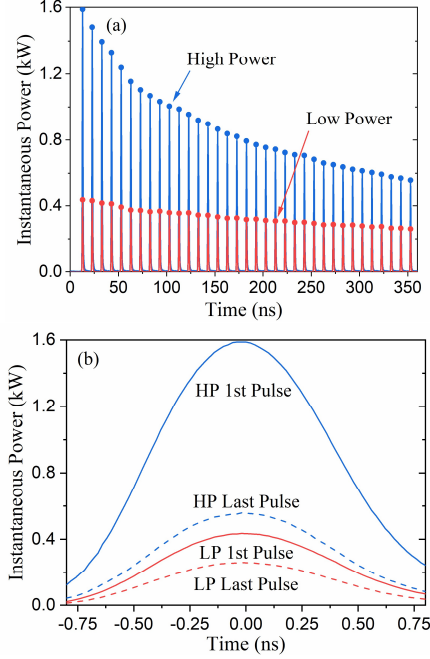 (a)
High Power
Low Power
Instantaneous Power (kW)
1.6
1.2
0.8
0.4
0.0
0 50 100 150 200 250 300 350
Time (ns)
(b)
HP 1st Pulse
HP Last Pulse
LP 1st Pulse
LP Last Pulse
Instantaneous Power (kW)
1.6
1.2
0.8
0.4
0.0
-0.75 -0.50 -0.25 0.00 0.25 0.50 0.75
Time (ns)